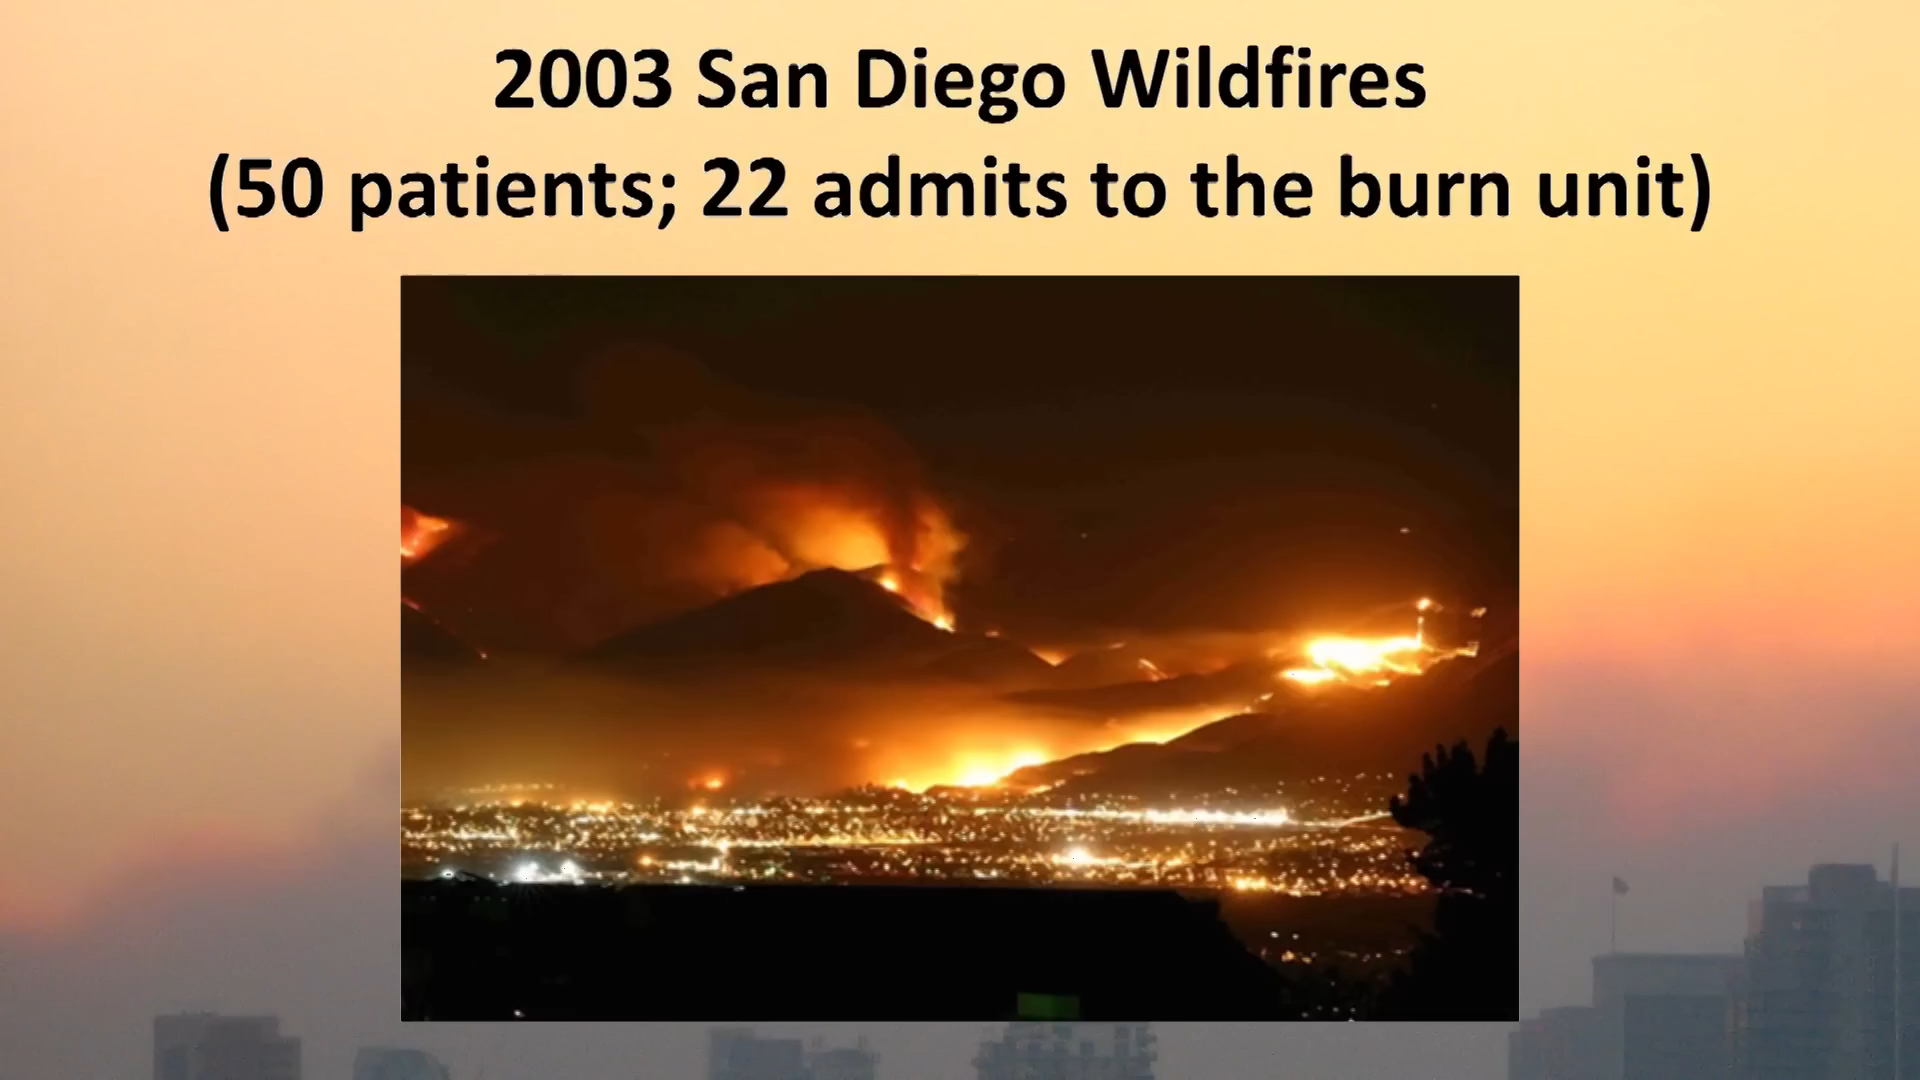 2003 San Diego Wildfires
(50 patients; 22 admits to the burn unit)